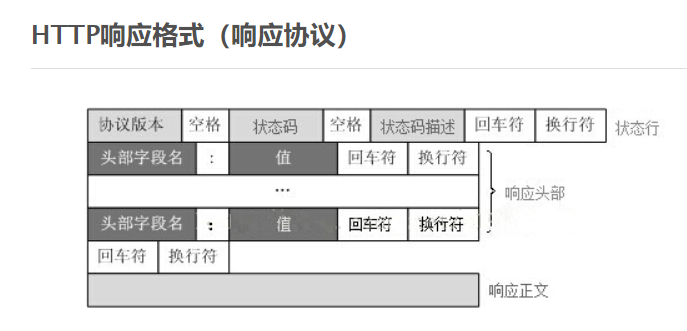 HTTP响应格式（响应协议）
协议版本 空格 状态码 空格 状态码描述 回车符 换行符 状态行
头部字段名 : 值 回车符 换行符
...
响应头部
头部字段名 : 值 回车符 换行符
回车符 换行符
响应正文